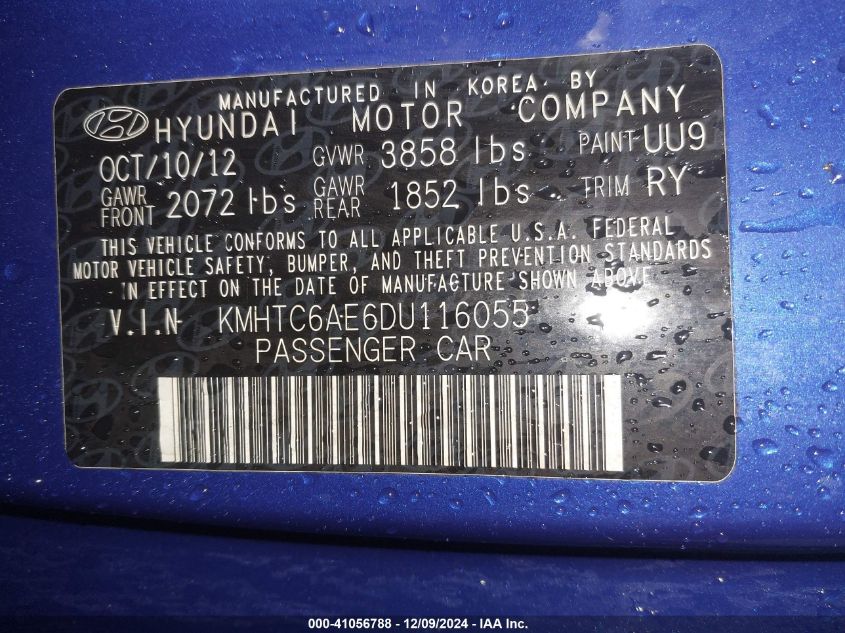 MANUFACTURED IN KOREA BY
HYUNDAI MOTOR COMPANY
OCT/10/12 GVWR 3858 lbs PAINT UU9
GAWR FRONT 2072 lbs GAWR REAR 1852 lbs TRIM RY
THIS VEHICLE CONFORMS TO ALL APPLICABLE U.S.A. FEDERAL
MOTOR VEHICLE SAFETY, BUMPER, AND THEFT PREVENTION STANDARDS
IN EFFECT ON THE DATE OF MANUFACTURE SHOWN ABOVE
V.I.N- KMHTC6AE6DU116055
PASSENGER CAR
000-41056788 - 12/09/2024 - IAA Inc.